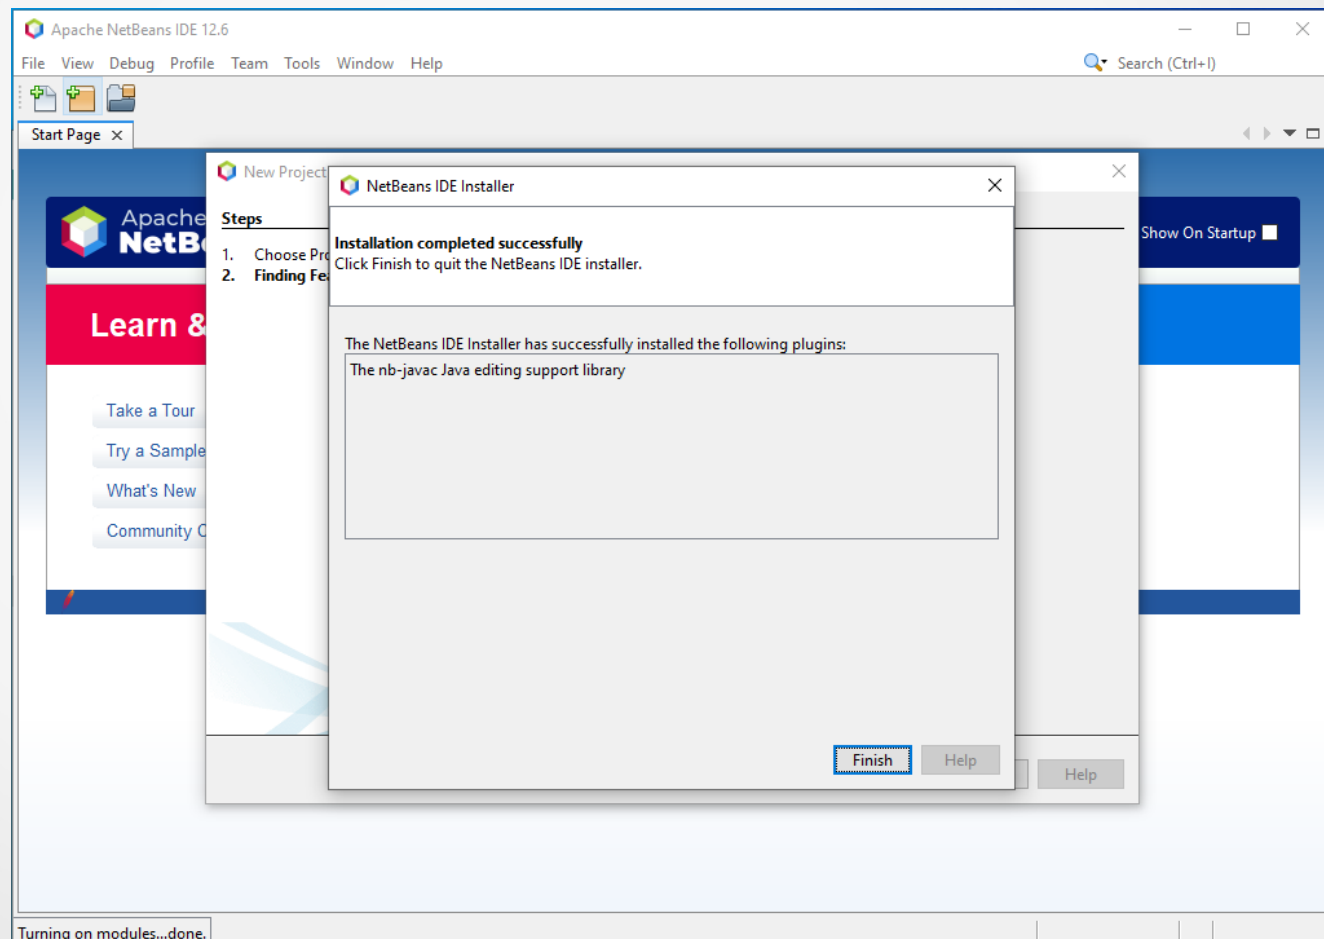 Apache NetBeans IDE 12.6
File View Debug Profile Team Tools Window Help
Search (Ctrl+I)
Start Page
New Project
NetBeans IDE Installer
Steps
1. Choose
2. Finding
Installation completed successfully
Click Finish to quit the NetBeans IDE installer.
Apache
Show On Startup
Learn &
The NetBeans IDE Installer has successfully installed the following plugins:
The nb-javac Java editing support library
Take a Tour
Try a Sample
What's New
Community
Finish
Help
Help
Turning on modules...done.